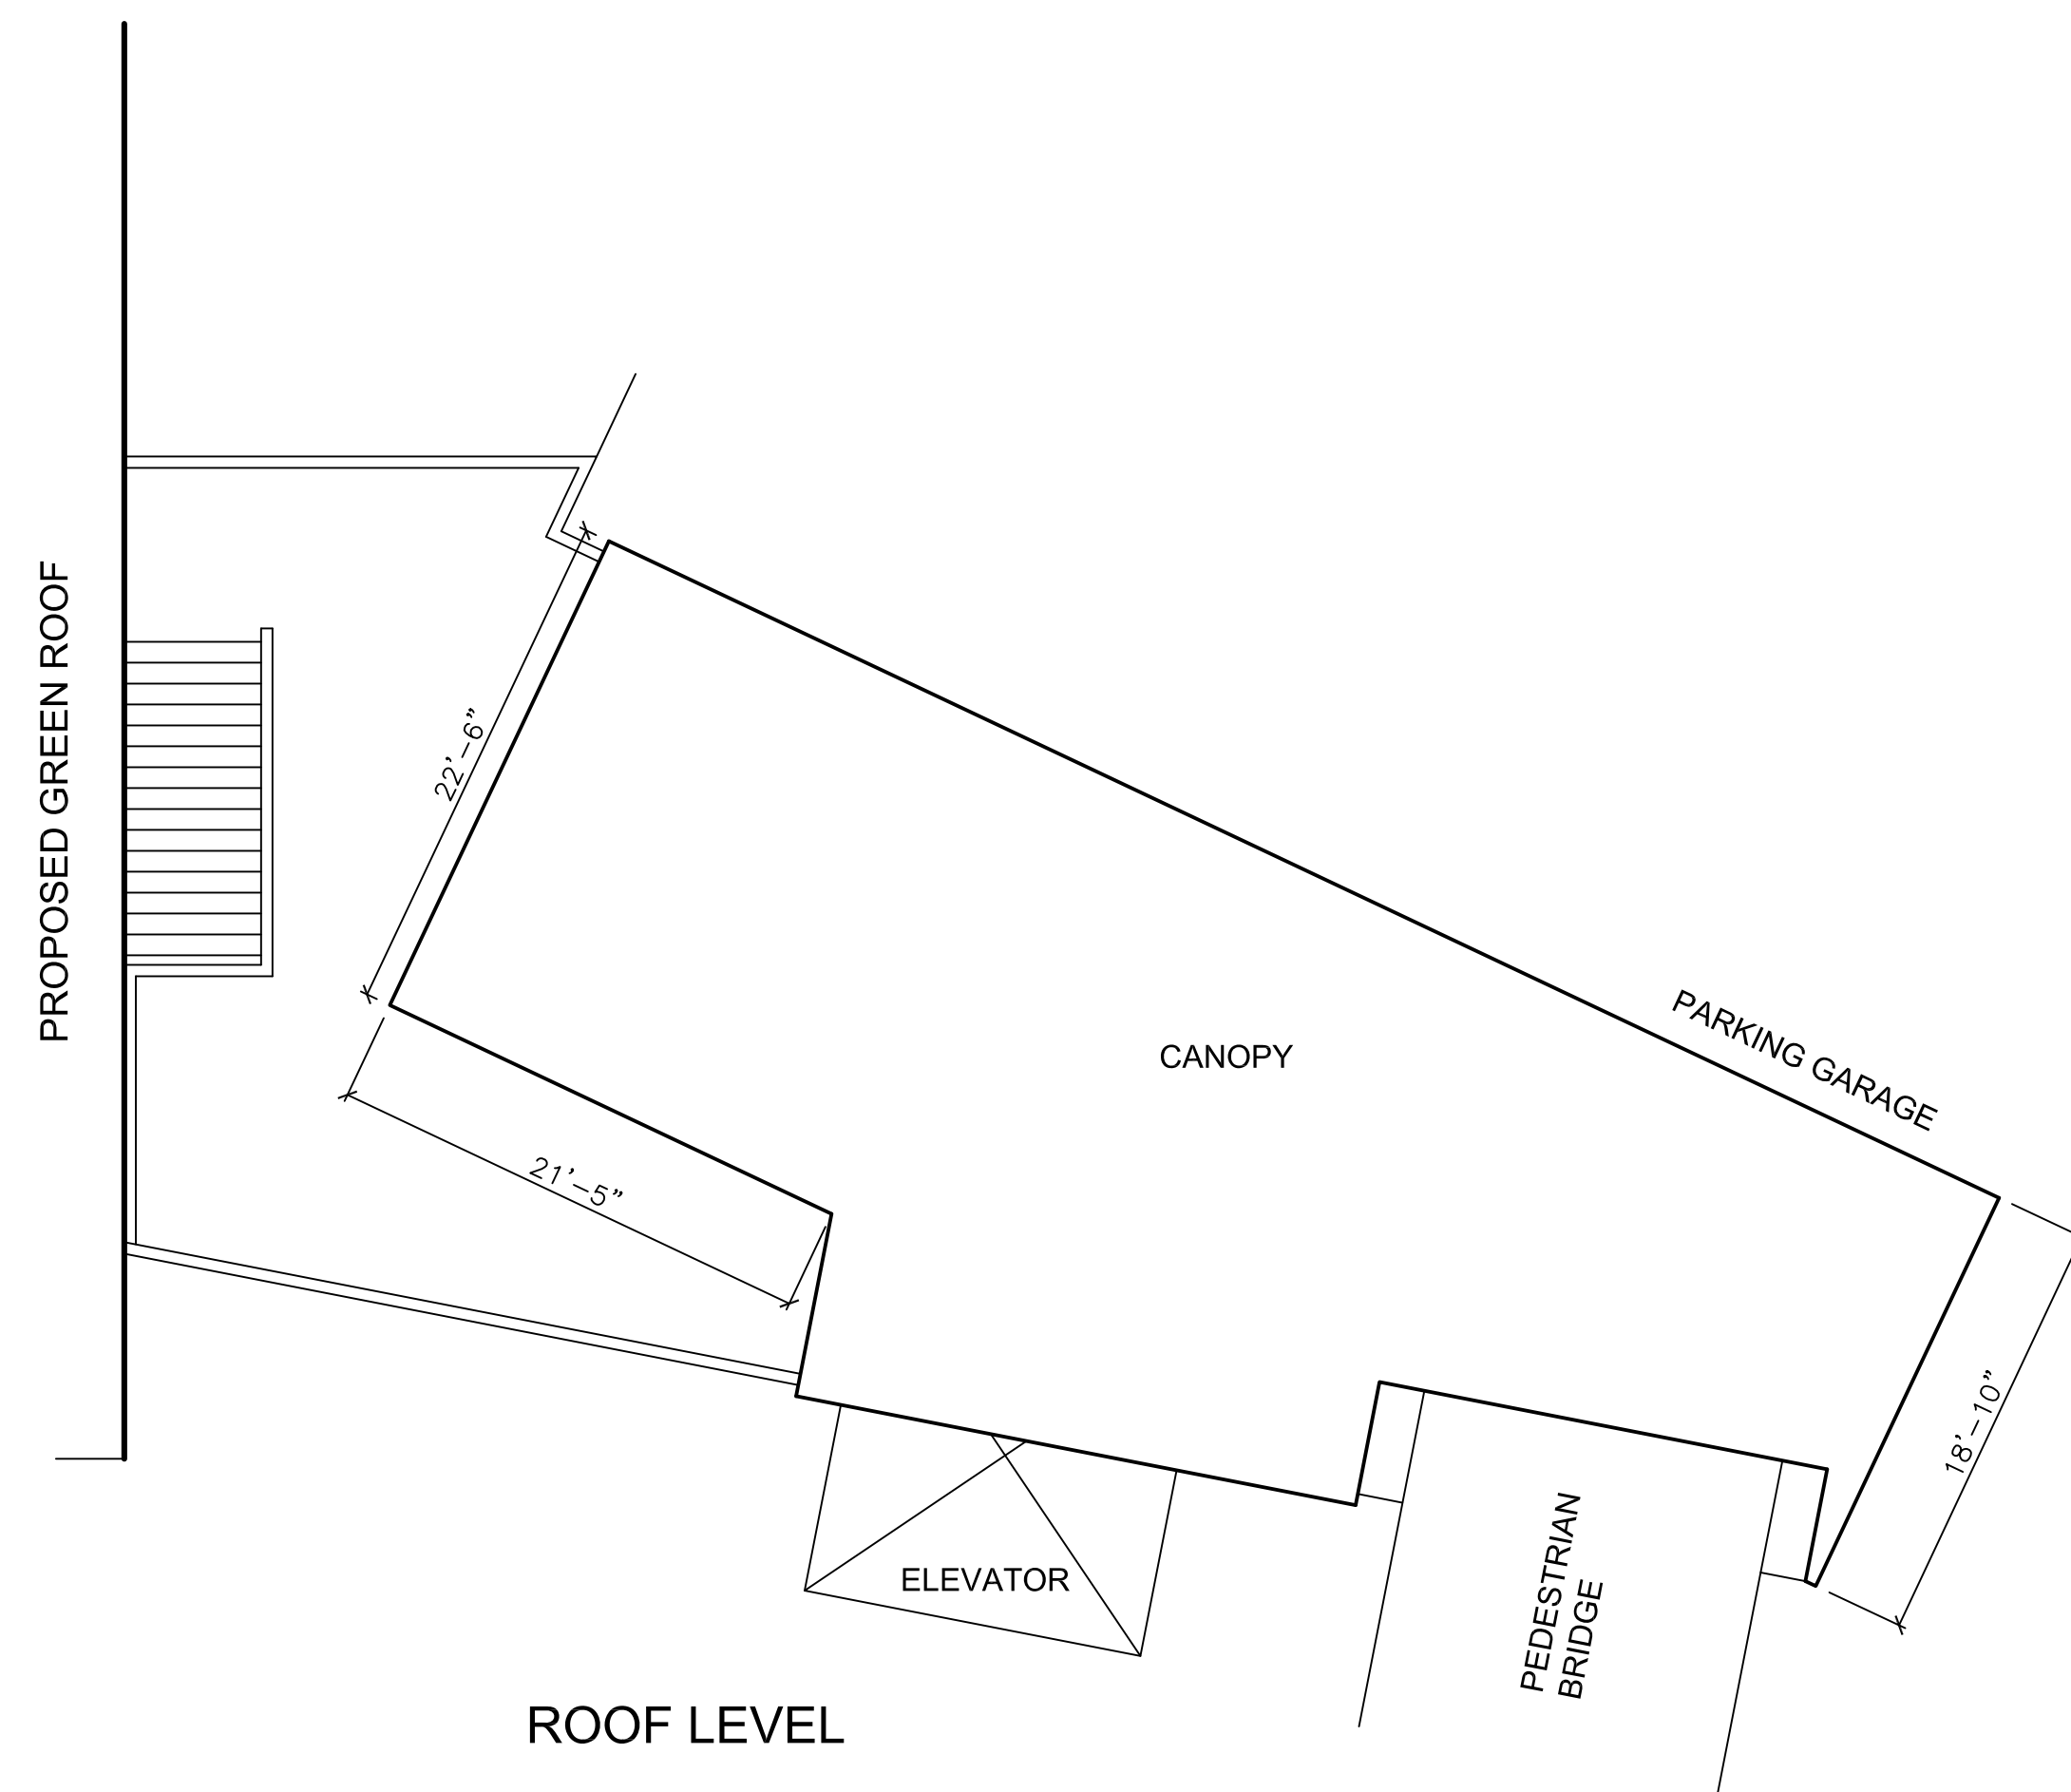 PROPOSED GREEN ROOF
22’–6”
21’–5”
CANOPY
PARKING GARAGE
18’–10”
ELEVATOR
PEDESTRIAN
BRIDGE
ROOF LEVEL